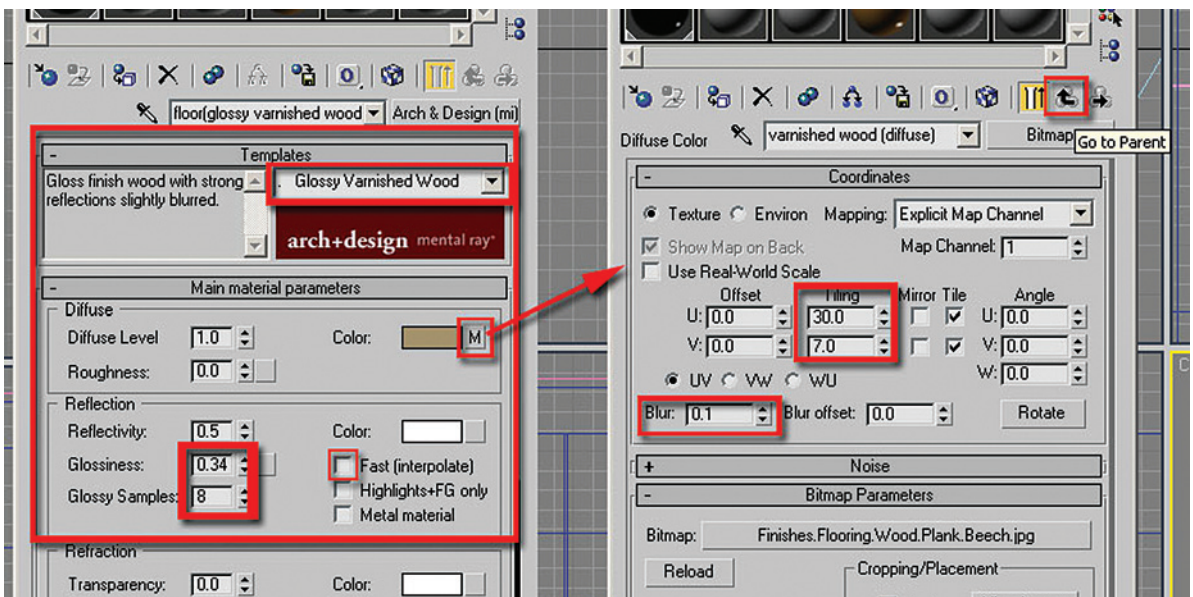 floor(glossy varnished wood
Arch & Design (mi)
- Templates
Gloss finish wood with strong
reflections slightly blurred.
. Glossy Varnished Wood
arch+design mental ray
- Main material parameters
Diffuse
Diffuse Level 1.0 Color: M
Roughness: 0.0
Reflection
Reflectivity: 0.5 Color:
Glossiness: 0.34 Fast (interpolate)
Glossy Samples: 8 Highlights+FG only
Metal material
Refraction
Transparency: 0.0 Color:
Diffuse Color varnished wood (diffuse) Bitmap
Go to Parent
- Coordinates
Texture Environ Mapping: Explicit Map Channel
Show Map on Back Map Channel: 1
Use Real-World Scale
Offset Tiling Mirror Tile Angle
U: 0.0 30.0 U: 0.0
V: 0.0 7.0 V: 0.0
W: 0.0
UV VW WU
Blur: 0.1 Blur offset: 0.0 Rotate
+ Noise
- Bitmap Parameters
Bitmap: Finishes.Flooring.Wood.Plank.Beech.jpg
Reload Cropping/Placement